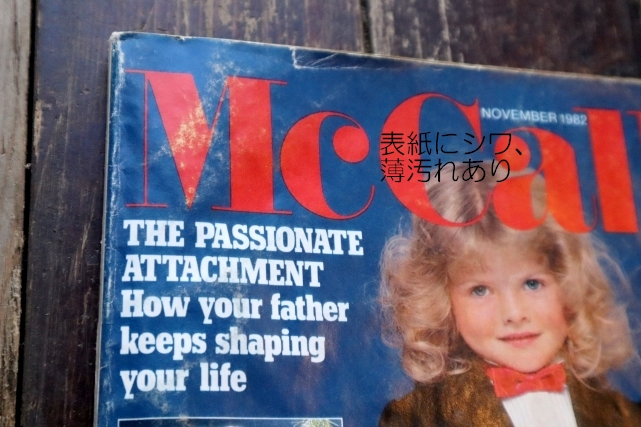 McCal
NOVEMBER 1982
表紙にシワ、
薄汚れあり
THE PASSIONATE
ATTACHMENT
How your father
keeps shaping
your life